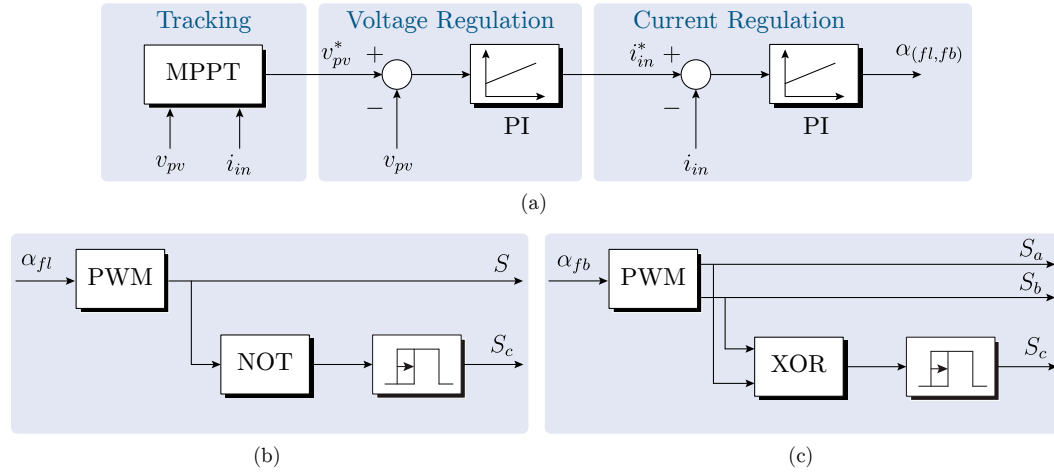 Tracking Voltage Regulation Current Regulation
MPPT v*pv + − PI i*in + − PI α(fl,fb)
vpv iin vpv iin
(a)
αfl PWM S
NOT Sc
(b)
αfb PWM Sa
Sb
XOR Sc
(c)